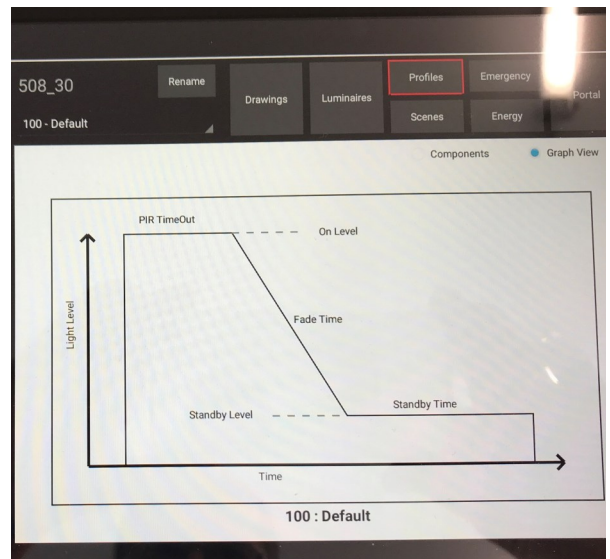 508_30
Rename
Drawings
Luminaires
Profiles
Emergency
Portal
100 - Default
Scenes
Energy
Components
Graph View
PIR TimeOut
On Level
Light Level
Fade Time
Standby Level
Standby Time
Time
100 : Default